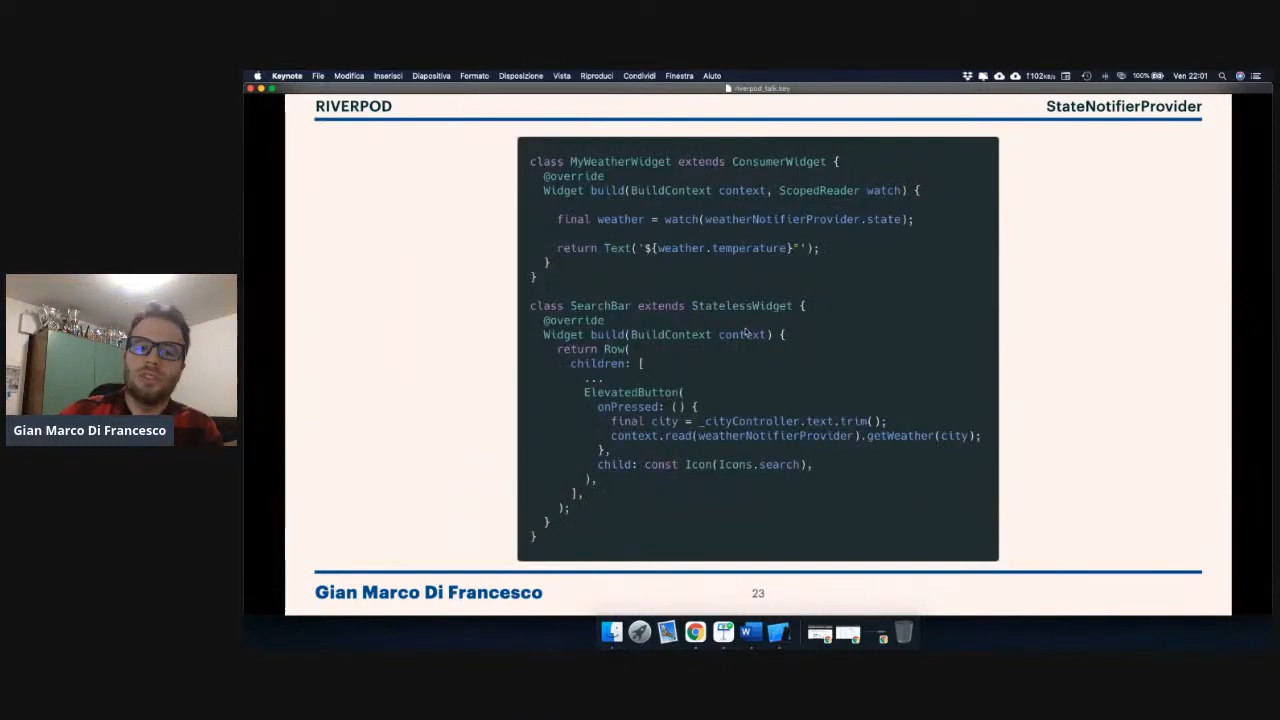 Keynote File Modifica Inserisci Diapositiva Formato Disposizione Vista Riproduci Condividi Finestra Aiuto 100% Ven 22:01
riverpod_talk.key
RIVERPOD
StateNotifierProvider
class MyWeatherWidget extends ConsumerWidget {
@override
Widget build(BuildContext context, ScopedReader watch) {
final weather = watch(weatherNotifierProvider.state);
return Text('${weather.temperature}°');
}
}
class SearchBar extends StatelessWidget {
@override
Widget build(BuildContext context) {
return Row(
children: [
...
ElevatedButton(
onPressed: () {
final city = _cityController.text.trim();
context.read(weatherNotifierProvider).getWeather(city);
},
child: const Icon(Icons.search),
),
],
);
}
}
Gian Marco Di Francesco
Gian Marco Di Francesco
23